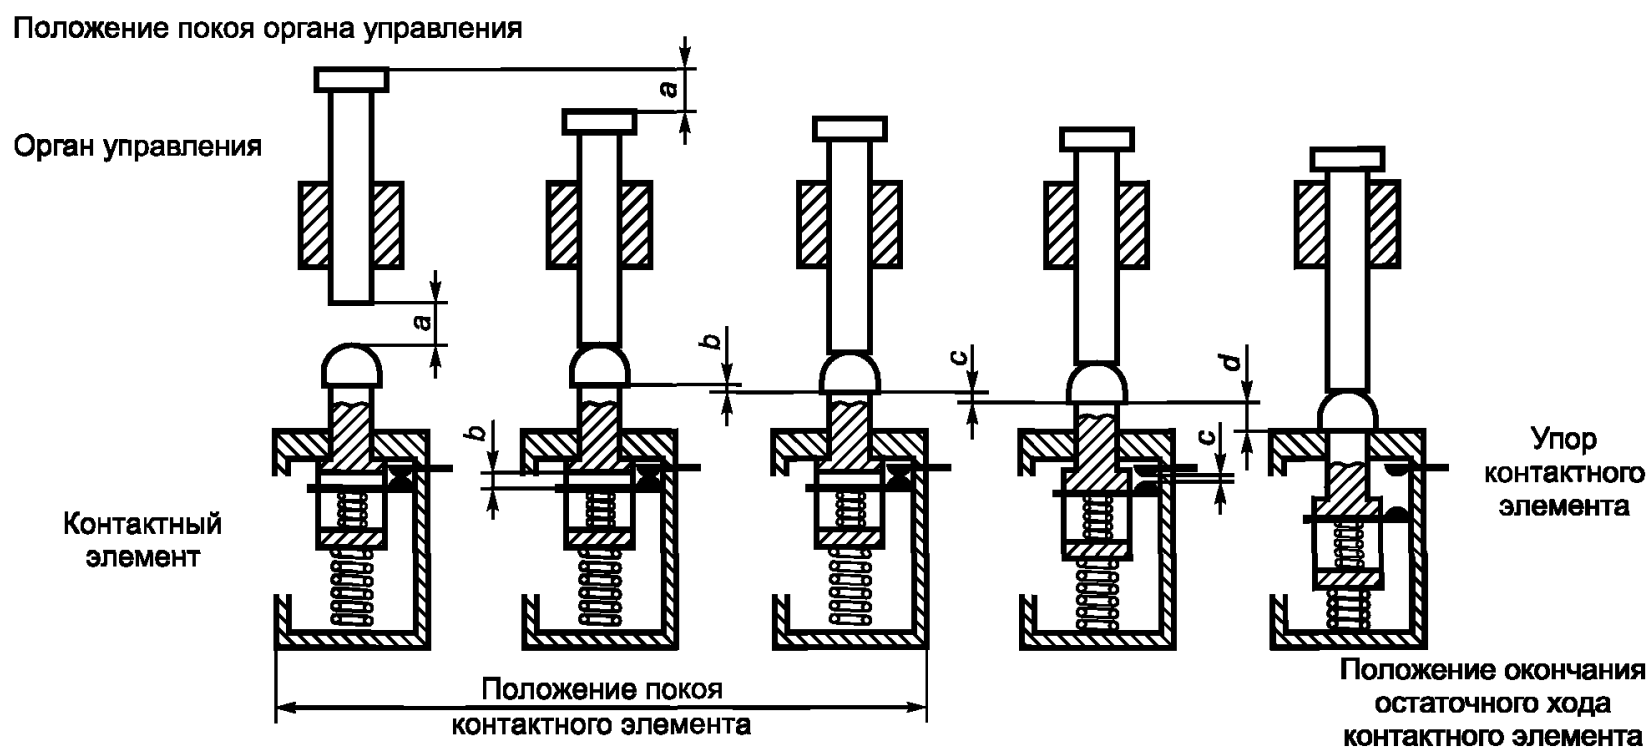 Положение покоя органа управления
a
Орган управления
a
b
c
d
b
c
Упор
контактного
элемента
Контактный
элемент
Положение покоя
контактного элемента
Положение окончания
остаточного хода
контактного элемента